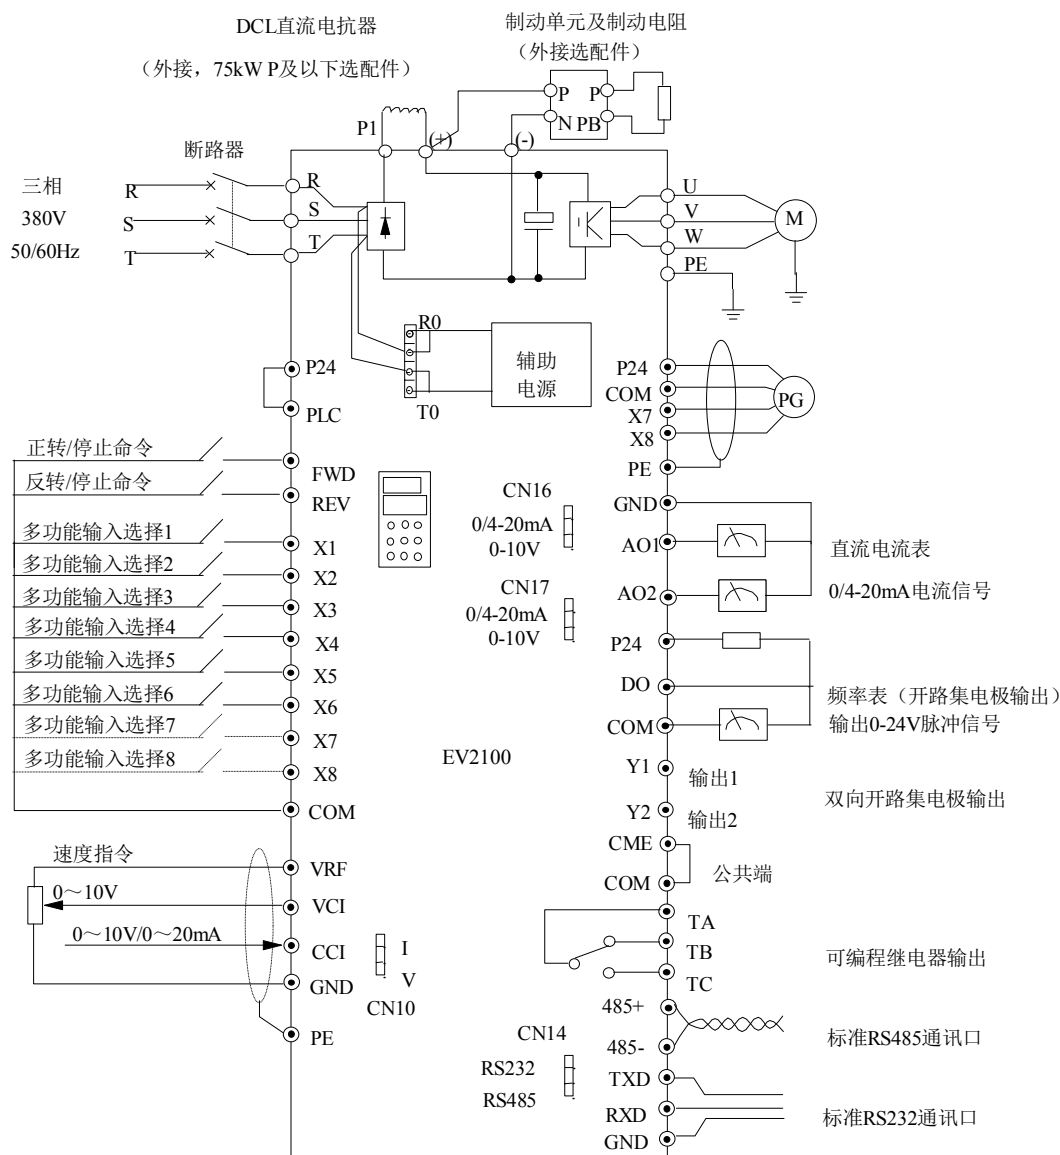 DCL直流电抗器
（外接，75kW P及以下选配件）
制动单元及制动电阻
（外接选配件）
P
P
N
PB
P1
(+)
(-)
断路器
三相
380V
50/60Hz
R
S
T
R
S
T
U
V
W
M
PE
R0
T0
辅助
电源
P24
PLC
正转/停止命令
FWD
反转/停止命令
REV
多功能输入选择1
X1
多功能输入选择2
X2
多功能输入选择3
X3
多功能输入选择4
X4
多功能输入选择5
X5
多功能输入选择6
X6
多功能输入选择7
X7
多功能输入选择8
X8
COM
速度指令
VRF
0～10V
VCI
0～10V/0～20mA
CCI
GND
PE
I
V
CN10
CN16
0/4-20mA
0-10V
CN17
0/4-20mA
0-10V
EV2100
CN14
RS232
RS485
P24
COM
X7
X8
PE
PG
GND
AO1
AO2
直流电流表
0/4-20mA电流信号
P24
DO
COM
频率表（开路集电极输出）
输出0-24V脉冲信号
Y1
输出1
Y2
输出2
双向开路集电极输出
CME
COM
公共端
TA
TB
TC
可编程继电器输出
485+
485-
标准RS485通讯口
TXD
RXD
GND
标准RS232通讯口